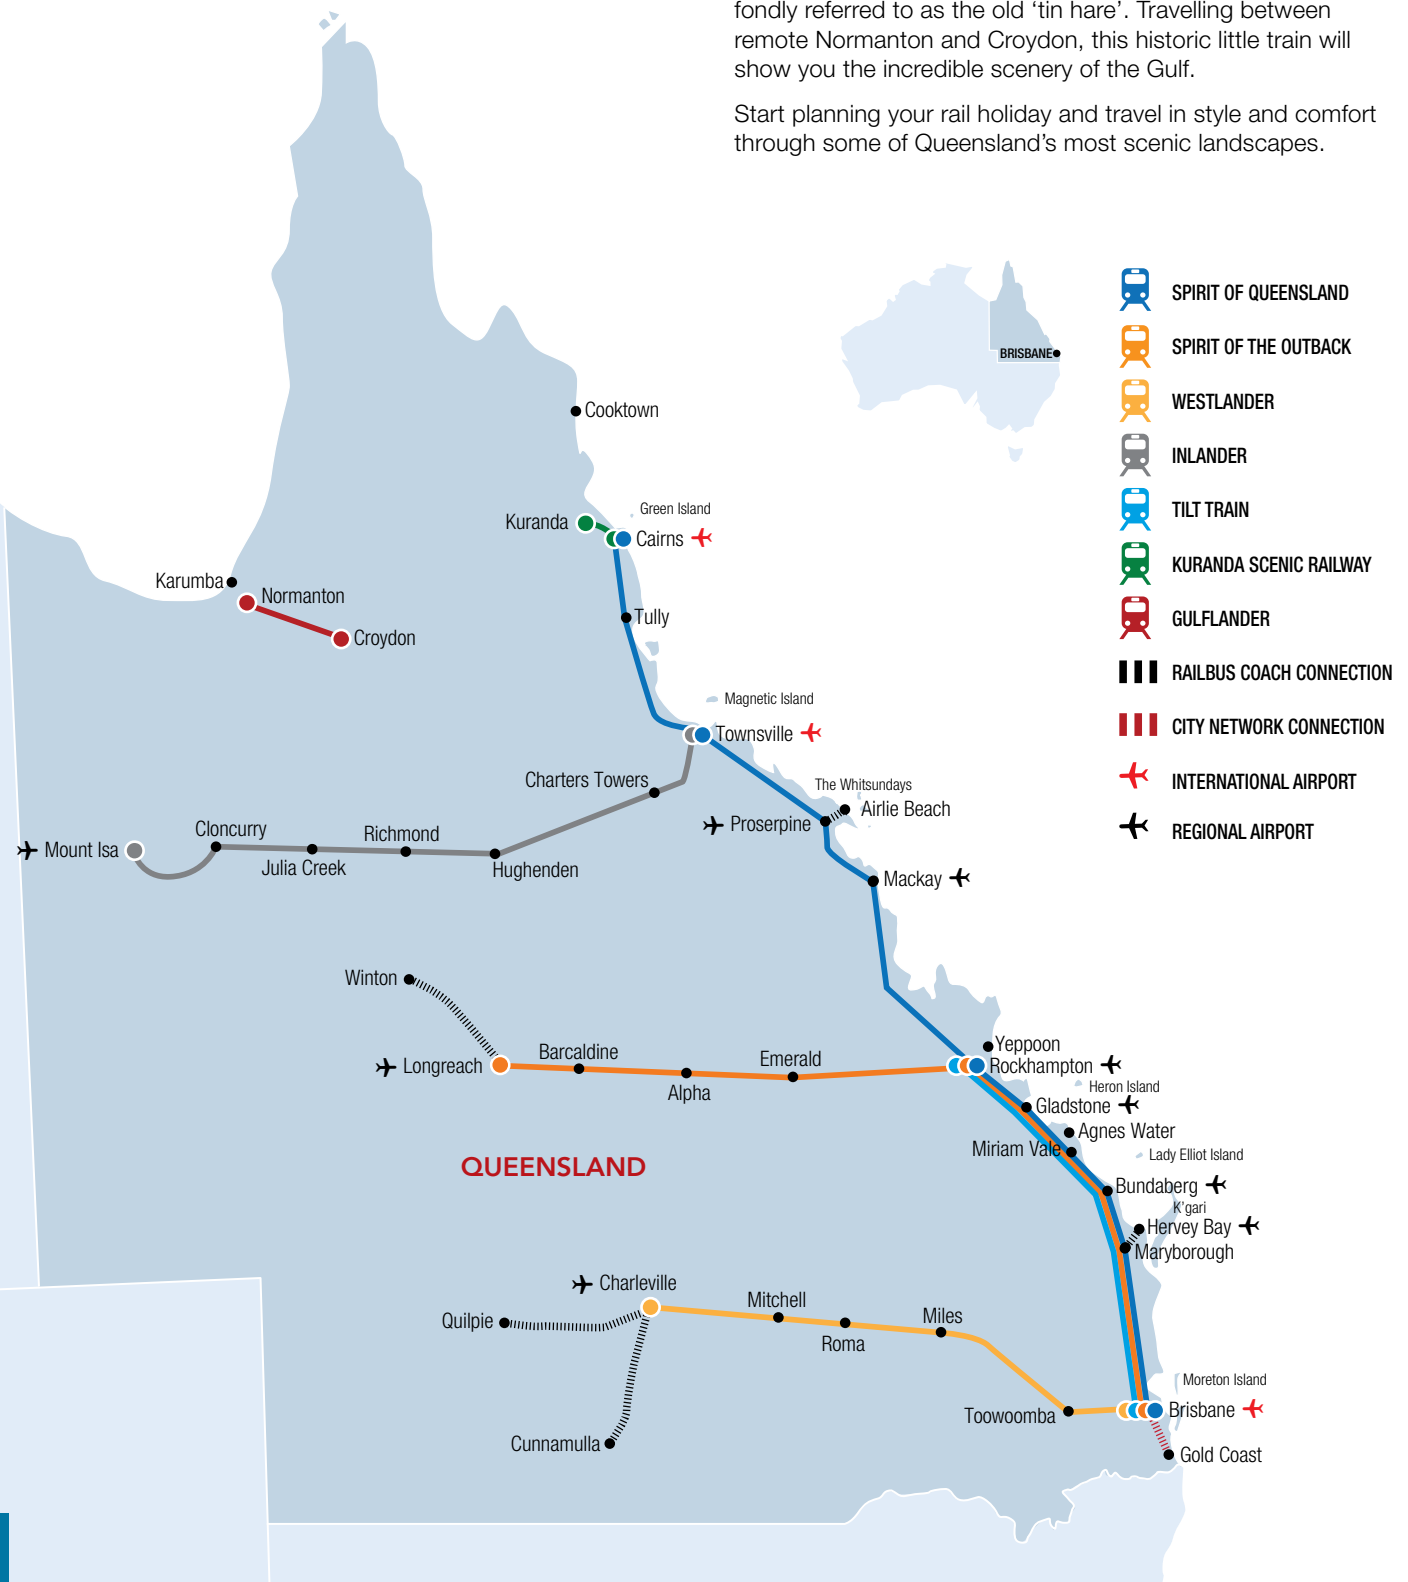 fondly referred to as the old ‘tin hare’. Travelling between
remote Normanton and Croydon, this historic little train will
show you the incredible scenery of the Gulf.
Start planning your rail holiday and travel in style and comfort
through some of Queensland’s most scenic landscapes.
BRISBANE
SPIRIT OF QUEENSLAND
SPIRIT OF THE OUTBACK
WESTLANDER
INLANDER
TILT TRAIN
KURANDA SCENIC RAILWAY
GULFLANDER
RAILBUS COACH CONNECTION
CITY NETWORK CONNECTION
INTERNATIONAL AIRPORT
REGIONAL AIRPORT
Cooktown
Green Island
Kuranda
Cairns
Karumba
Normanton
Tully
Croydon
Magnetic Island
Townsville
Charters Towers
The Whitsundays
Airlie Beach
Proserpine
Cloncurry
Richmond
Mount Isa
Julia Creek
Hughenden
Mackay
Winton
Yeppoon
Barcaldine
Emerald
Longreach
Rockhampton
Alpha
Heron Island
Gladstone
Agnes Water
Miriam Vale
Lady Elliot Island
QUEENSLAND
Bundaberg
K’gari
Hervey Bay
Maryborough
Charleville
Mitchell
Quilpie
Miles
Roma
Moreton Island
Toowoomba
Brisbane
Cunnamulla
Gold Coast